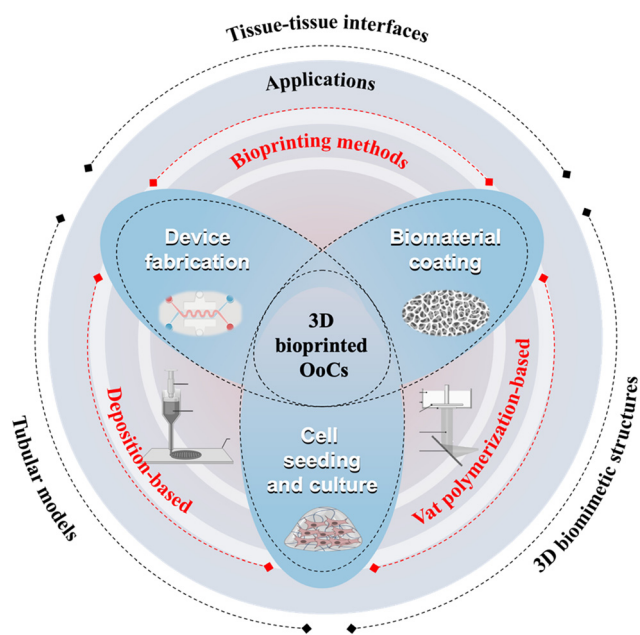 Tissue-tissue interfaces
Applications
Bioprinting methods
Device
fabrication
Biomaterial
coating
3D
bioprinted
OoCs
Deposition-based
Vat polymerization-based
Cell
seeding
and culture
Tubular models
3D biomimetic structures